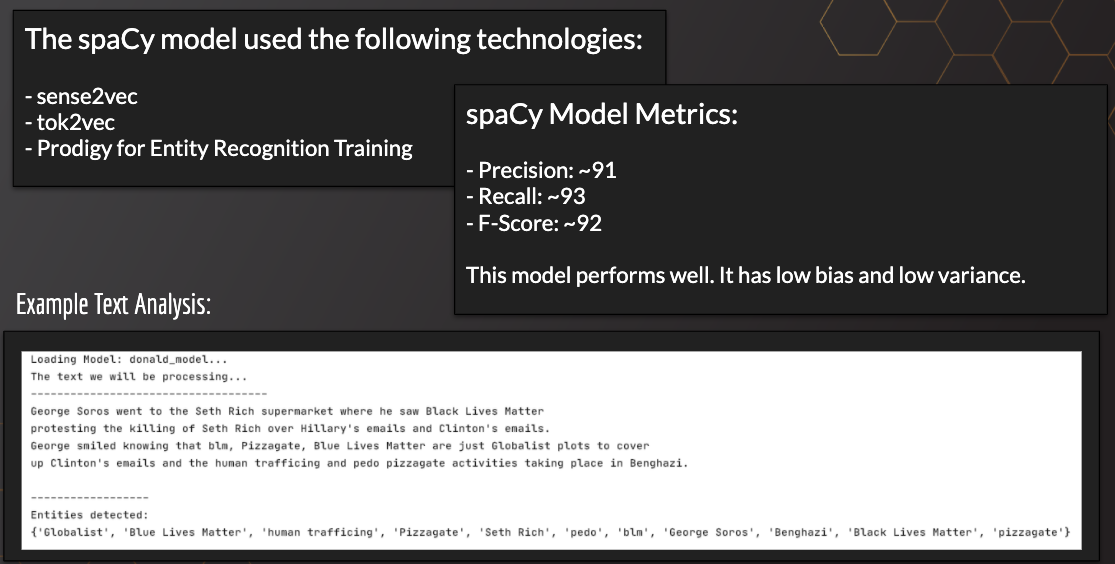 The spaCy model used the following technologies:
- sense2vec
- tok2vec
- Prodigy for Entity Recognition Training
spaCy Model Metrics:
- Precision: ~91
- Recall: ~93
- F-Score: ~92
This model performs well. It has low bias and low variance.
Example Text Analysis:
Loading Model: donald_model...
The text we will be processing...
------------------------------------
George Soros went to the Seth Rich supermarket where he saw Black Lives Matter
protesting the killing of Seth Rich over Hillary's emails and Clinton's emails.
George smiled knowing that blm, Pizzagate, Blue Lives Matter are just Globalist plots to cover
up Clinton's emails and the human trafficing and pedo pizzagate activities taking place in Benghazi.
------------------
Entities detected:
{'Globalist', 'Blue Lives Matter', 'human trafficing', 'Pizzagate', 'Seth Rich', 'pedo', 'blm', 'George Soros', 'Benghazi', 'Black Lives Matter', 'pizzagate'}